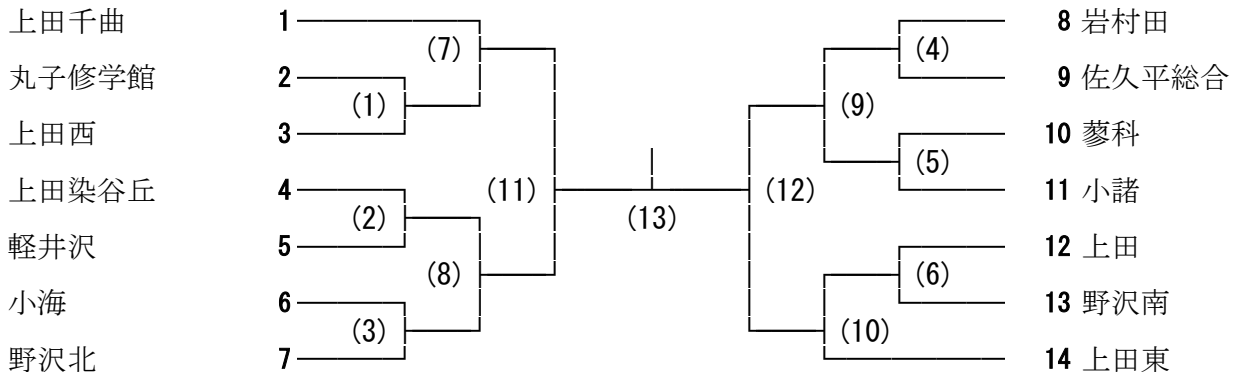 上田千曲 1
(7)
丸子修学館 2
(1)
上田西 3
上田染谷丘 4
(11)
(2)
軽井沢 5
(8)
小海 6
(3)
野沢北 7
(13)
8 岩村田
(4)
9 佐久平総合
(9)
10 蓼科
(5)
11 小諸
(12)
12 上田
(6)
13 野沢南
(10)
14 上田東